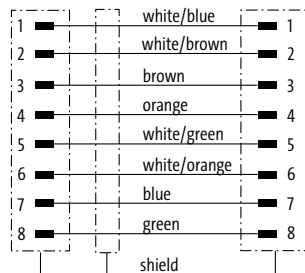 1 white/blue 1
2 white/brown 2
3 brown 3
4 orange 4
5 white/green 5
6 white/orange 6
7 blue 7
8 green 8
shield